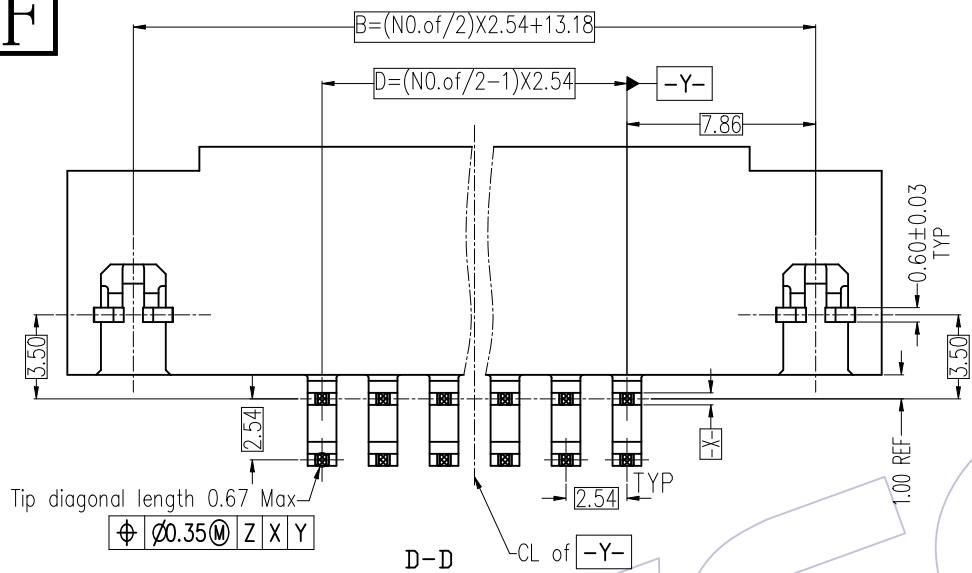 F
B=(NO.of/2)X2.54+13.18
D=(NO.of/2-1)X2.54
-Y-
7.86
0.60±0.03
TYP
3.50
3.50
2.54
-X-
1.00 REF
TYP
2.54
Tip diagonal length 0.67 Max
⌖ Ø0.35Ⓜ Z X Y
D-D
CL of -Y-